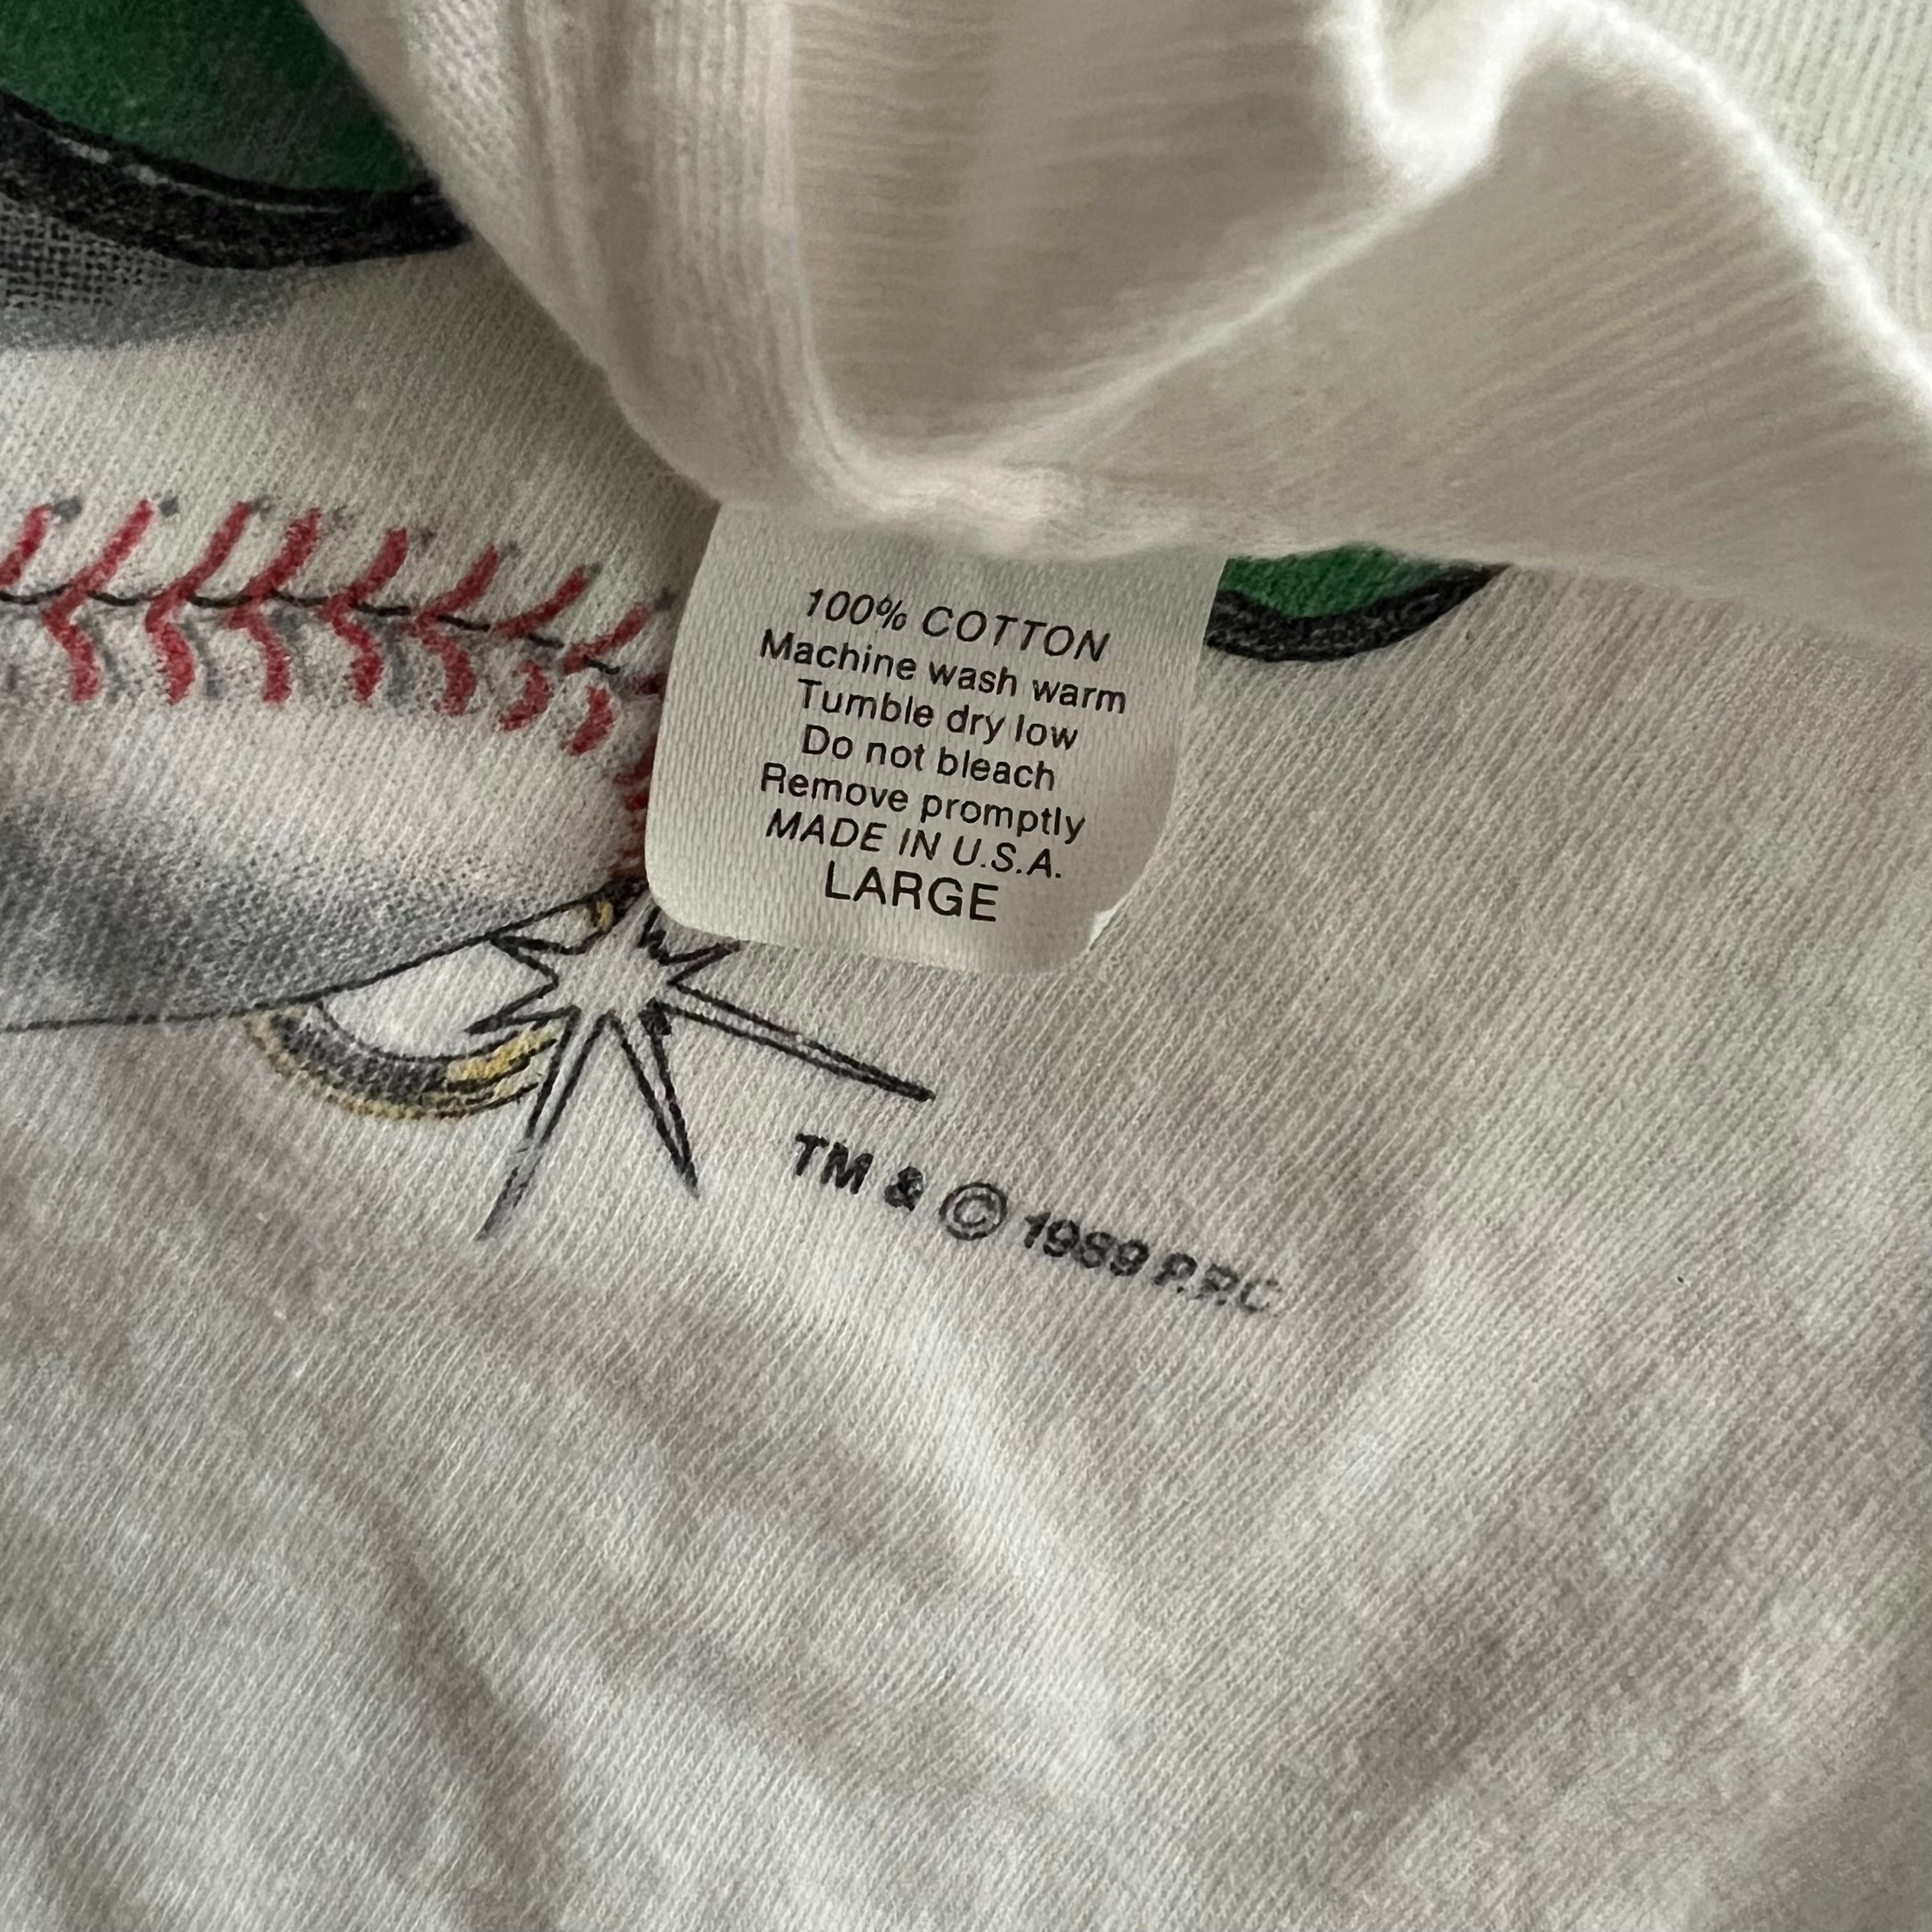 100% COTTON
Machine wash warm
Tumble dry low
Do not bleach
Remove promptly
MADE IN U.S.A.
LARGE
TM & © 1989 P.P.C